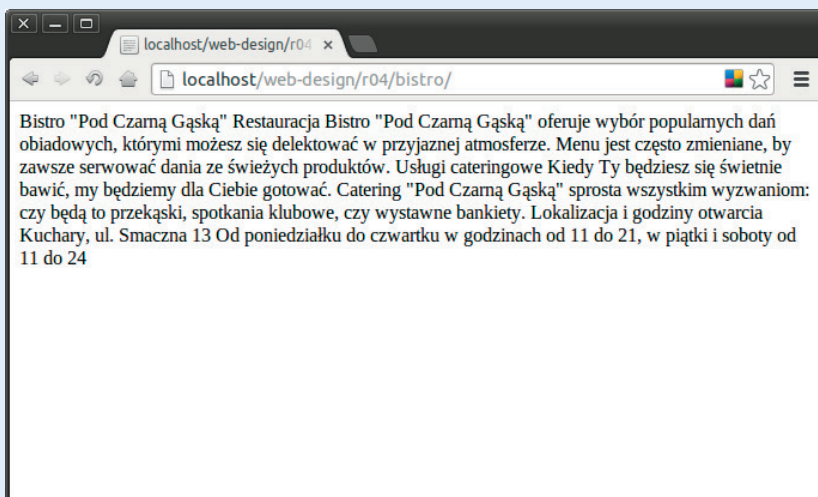 localhost/web-design/r04
localhost/web-design/r04/bistro/
Bistro "Pod Czarną Gąską" Restauracja Bistro "Pod Czarną Gąską" oferuje wybór popularnych dań
obiadowych, którymi możesz się delektować w przyjaznej atmosferze. Menu jest często zmieniane, by
zawsze serwować dania ze świeżych produktów. Usługi cateringowe Kiedy Ty będziesz się świetnie
bawić, my będziemy dla Ciebie gotować. Catering "Pod Czarną Gąską" sprosta wszystkim wyzwaniom:
czy będą to przekąski, spotkania klubowe, czy wystawne bankiety. Lokalizacja i godziny otwarcia
Kuchary, ul. Smaczna 13 Od poniedziałku do czwartku w godzinach od 11 do 21, w piątki i soboty od
11 do 24